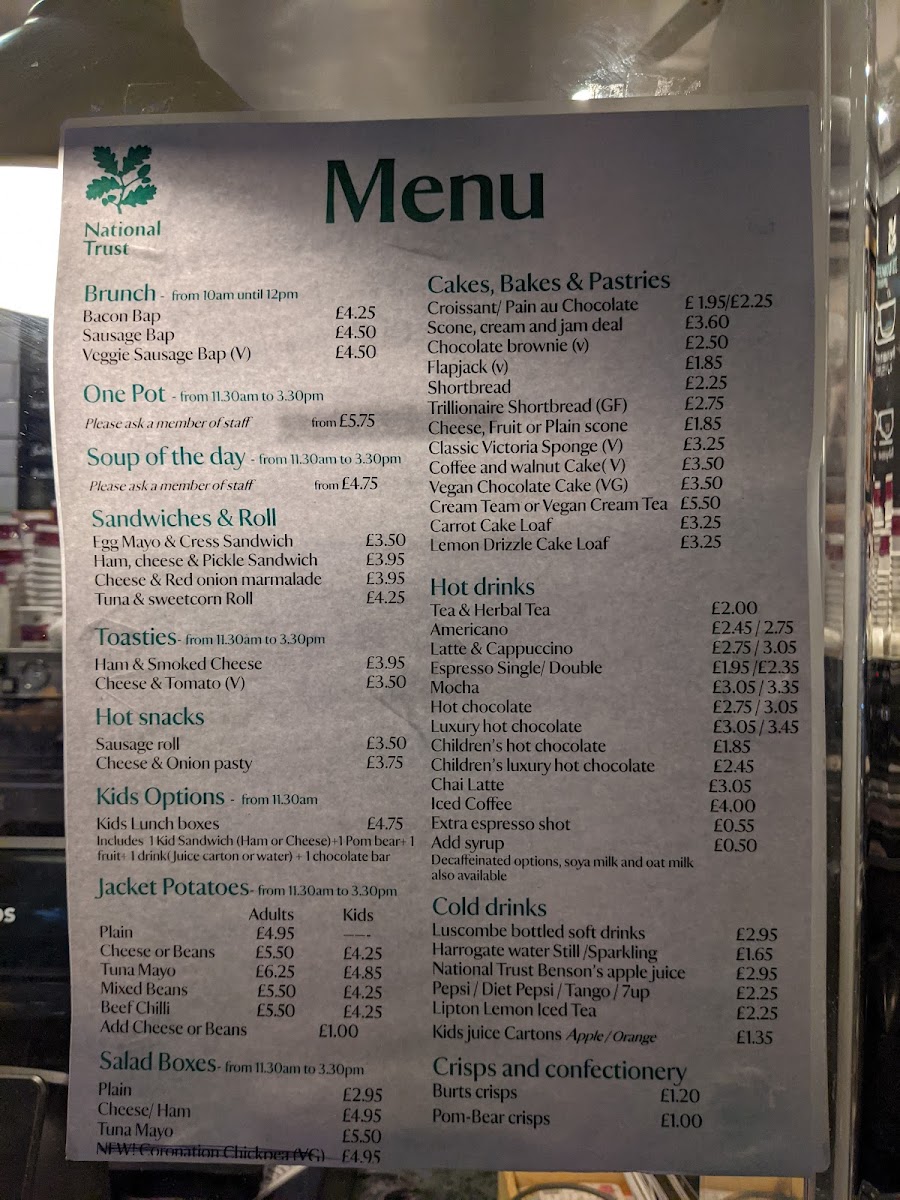 National
Trust
Menu
Brunch - from 10am until 12pm
Bacon Bap £4.25
Sausage Bap £4.50
Veggie Sausage Bap (V) £4.50
One Pot - from 11.30am to 3.30pm
Please ask a member of staff from £5.75
Soup of the day - from 11.30am to 3.30pm
Please ask a member of staff from £4.75
Sandwiches & Roll
Egg Mayo & Cress Sandwich £3.50
Ham, cheese & Pickle Sandwich £3.95
Cheese & Red onion marmalade £3.95
Tuna & sweetcorn Roll £4.25
Toasties- from 11.30am to 3.30pm
Ham & Smoked Cheese £3.95
Cheese & Tomato (V) £3.50
Hot snacks
Sausage roll £3.50
Cheese & Onion pasty £3.75
Kids Options - from 11.30am
Kids Lunch boxes £4.75
Includes 1 Kid Sandwich (Ham or Cheese)+1 Pom bear+ 1
fruit+ 1 drink(Juice carton or water) + 1 chocolate bar
Jacket Potatoes- from 11.30am to 3.30pm
Adults Kids
Plain £4.95 ----
Cheese or Beans £5.50 £4.25
Tuna Mayo £6.25 £4.85
Mixed Beans £5.50 £4.25
Beef Chilli £5.50 £4.25
Add Cheese or Beans £1.00
Salad Boxes- from 11.30am to 3.30pm
Plain £2.95
Cheese/ Ham £4.95
Tuna Mayo £5.50
NEW! Coronation Chickpea (VG) £4.95
Cakes, Bakes & Pastries
Croissant/ Pain au Chocolate £ 1.95/£2.25
Scone, cream and jam deal £3.60
Chocolate brownie (v) £2.50
Flapjack (v) £1.85
Shortbread £2.25
Trillionaire Shortbread (GF) £2.75
Cheese, Fruit or Plain scone £1.85
Classic Victoria Sponge (V) £3.25
Coffee and walnut Cake( V) £3.50
Vegan Chocolate Cake (VG) £3.50
Cream Team or Vegan Cream Tea £5.50
Carrot Cake Loaf £3.25
Lemon Drizzle Cake Loaf £3.25
Hot drinks
Tea & Herbal Tea £2.00
Americano £2.45 / 2.75
Latte & Cappuccino £2.75 / 3.05
Espresso Single/ Double £1.95 /£2.35
Mocha £3.05 / 3.35
Hot chocolate £2.75 / 3.05
Luxury hot chocolate £3.05 / 3.45
Children's hot chocolate £1.85
Children's luxury hot chocolate £2.45
Chai Latte £3.05
Iced Coffee £4.00
Extra espresso shot £0.55
Add syrup £0.50
Decaffeinated options, soya milk and oat milk
also available
Cold drinks
Luscombe bottled soft drinks £2.95
Harrogate water Still /Sparkling £1.65
National Trust Benson's apple juice £2.95
Pepsi / Diet Pepsi / Tango / 7up £2.25
Lipton Lemon Iced Tea £2.25
Kids juice Cartons Apple / Orange £1.35
Crisps and confectionery
Burts crisps £1.20
Pom-Bear crisps £1.00